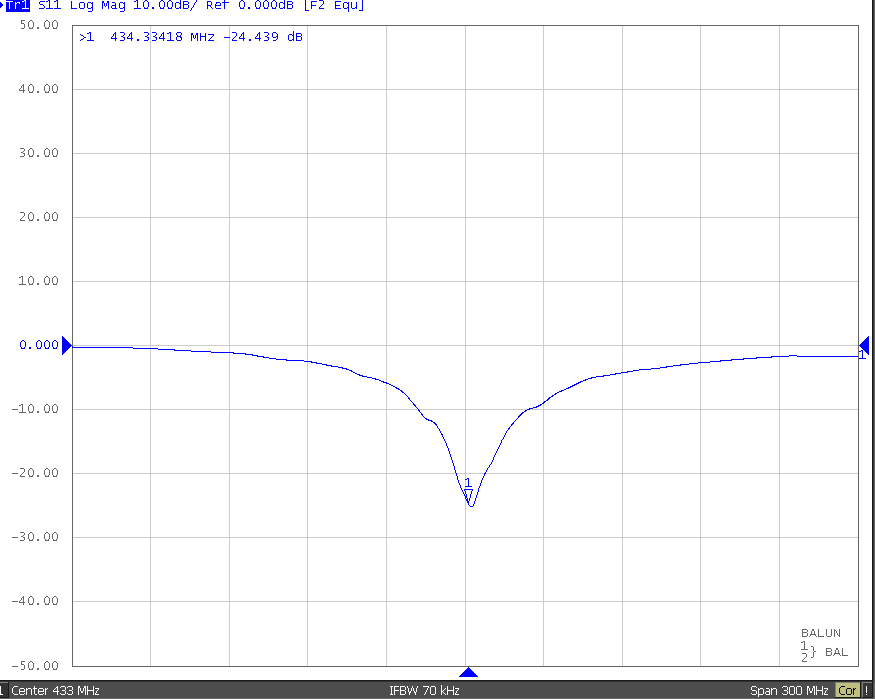 Tr1 S11 Log Mag 10.00dB/ Ref 0.000dB [F2 Equ]
50.00
>1 434.33418 MHz -24.439 dB
40.00
30.00
20.00
10.00
0.000
1
-10.00
-20.00
1
-30.00
-40.00
BALUN
1
2} BAL
-50.00
1 Center 433 MHz IFBW 70 kHz Span 300 MHz Cor !